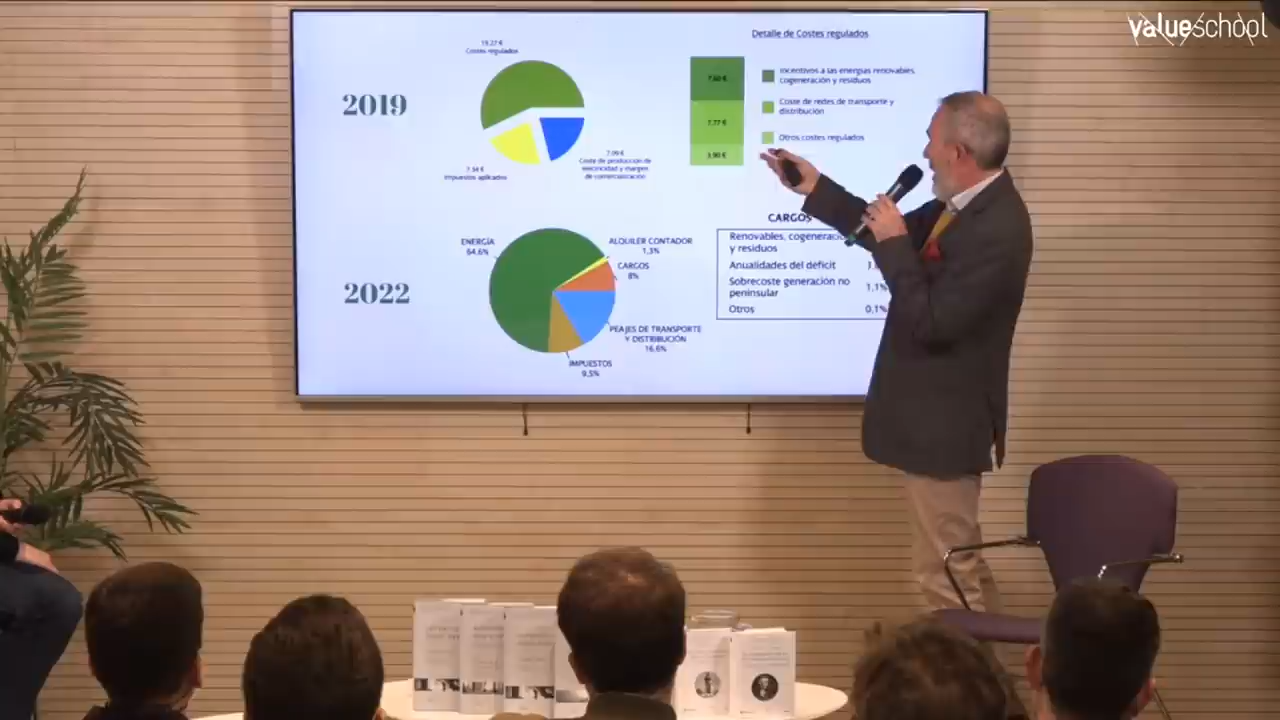 valueschool
Detalle de Costes regulados
2019
19.27 €
Costes regulados
7.34 €
Impuestos aplicados
7.09 €
Coste de producción de
electricidad y margen
de comercialización
7.60 €
7.77 €
3.90 €
Incentivos a las energías renovables,
cogeneración y residuos
Coste de redes de transporte y
distribución
Otros costes regulados
2022
ENERGÍA
64,6%
ALQUILER CONTADOR
1,3%
CARGOS
8%
PEAJES DE TRANSPORTE
Y DISTRIBUCIÓN
16,6%
IMPUESTOS
9,5%
CARGOS
Renovables,
y residuos
Anualidades del déficit
Sobrecoste generación no
peninsular
1,1%
Otros
0,1%